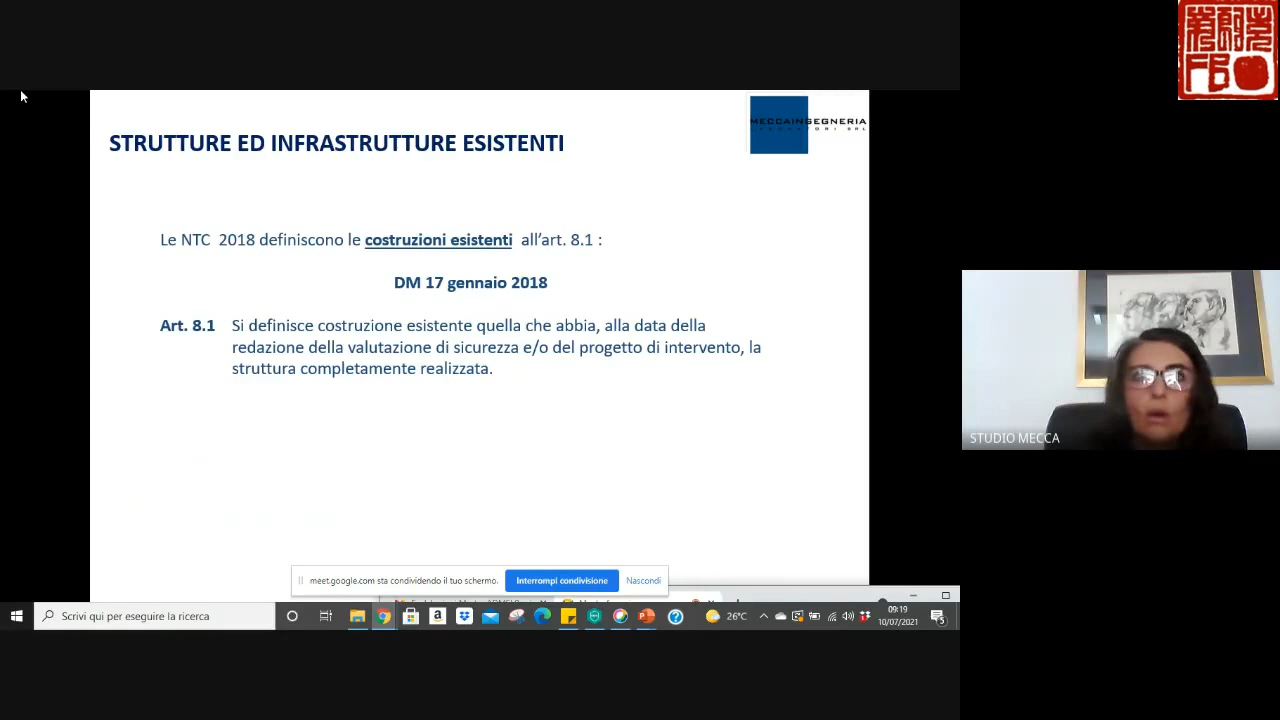 STRUTTURE ED INFRASTRUTTURE ESISTENTI
MECCAINGEGNERIA
LABORATORI SRL
Le NTC 2018 definiscono le costruzioni esistenti all'art. 8.1 :
DM 17 gennaio 2018
Art. 8.1 Si definisce costruzione esistente quella che abbia, alla data della
redazione della valutazione di sicurezza e/o del progetto di intervento, la
struttura completamente realizzata.
STUDIO MECCA
meet.google.com sta condividendo il tuo schermo.
Interrompi condivisione
Nascondi
Scrivi qui per eseguire la ricerca
26°C
09:19
10/07/2021
5